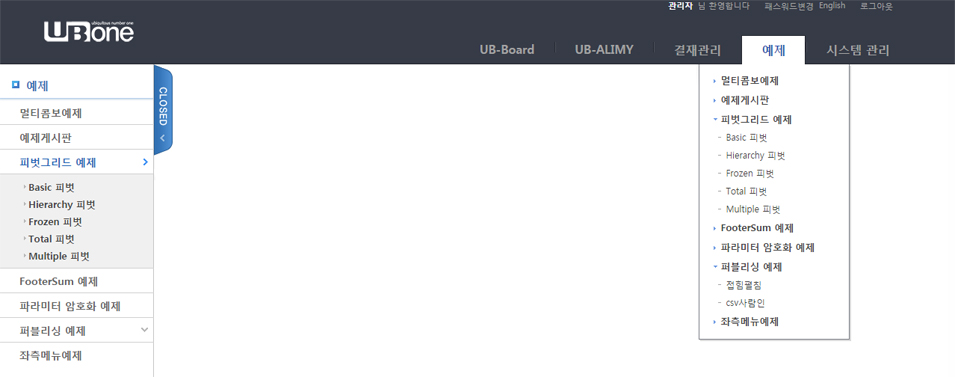 관리자 님 환영합니다 패스워드변경 English 로그아웃
ubiquitous number one
UBone
UB-Board UB-ALIMY 결재관리 예제 시스템 관리
예제
멀티콤보예제
예제게시판
피벗그리드 예제
Basic 피벗
Hierarchy 피벗
Frozen 피벗
Total 피벗
Multiple 피벗
FooterSum 예제
파라미터 암호화 예제
퍼블리싱 예제
좌측메뉴예제
CLOSED
멀티콤보예제
예제게시판
피벗그리드 예제
- Basic 피벗
- Hierarchy 피벗
- Frozen 피벗
- Total 피벗
- Multiple 피벗
FooterSum 예제
파라미터 암호화 예제
퍼블리싱 예제
- 접힘펼침
- csv사람인
좌측메뉴예제